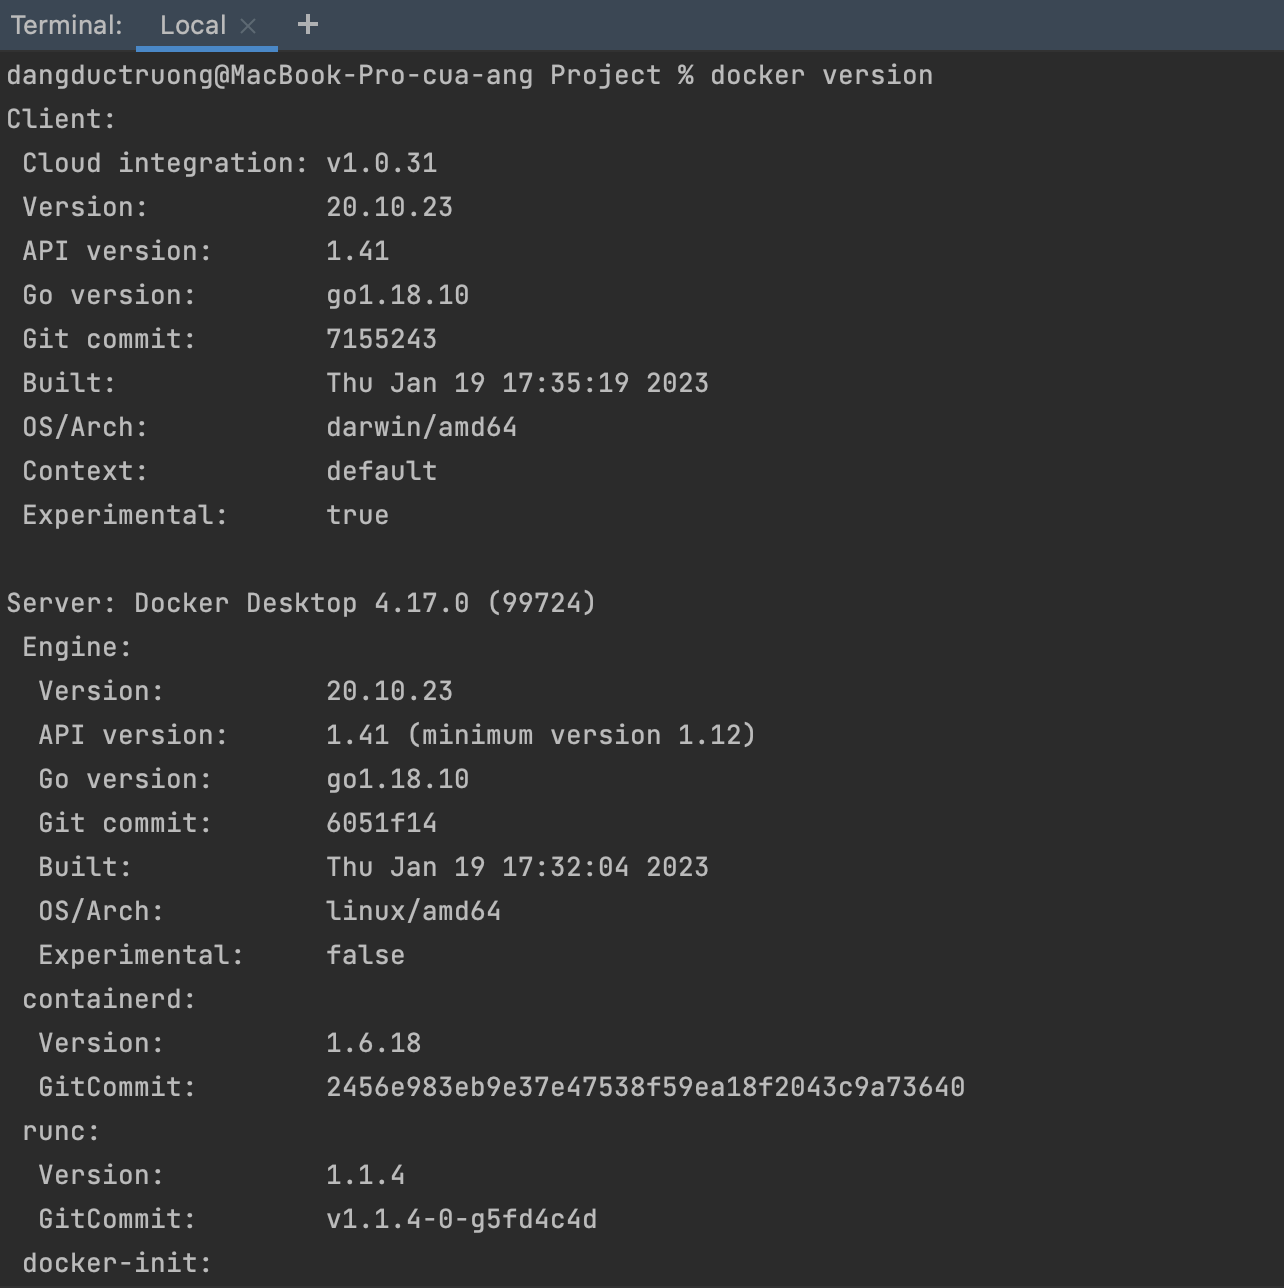 Terminal: Local × +
dangductruong@MacBook-Pro-cua-ang Project % docker version
Client:
 Cloud integration: v1.0.31
 Version:           20.10.23
 API version:       1.41
 Go version:        go1.18.10
 Git commit:        7155243
 Built:             Thu Jan 19 17:35:19 2023
 OS/Arch:           darwin/amd64
 Context:           default
 Experimental:      true

Server: Docker Desktop 4.17.0 (99724)
 Engine:
  Version:          20.10.23
  API version:      1.41 (minimum version 1.12)
  Go version:       go1.18.10
  Git commit:       6051f14
  Built:            Thu Jan 19 17:32:04 2023
  OS/Arch:          linux/amd64
  Experimental:     false
 containerd:
  Version:          1.6.18
  GitCommit:        2456e983eb9e37e47538f59ea18f2043c9a73640
 runc:
  Version:          1.1.4
  GitCommit:        v1.1.4-0-g5fd4c4d
 docker-init: